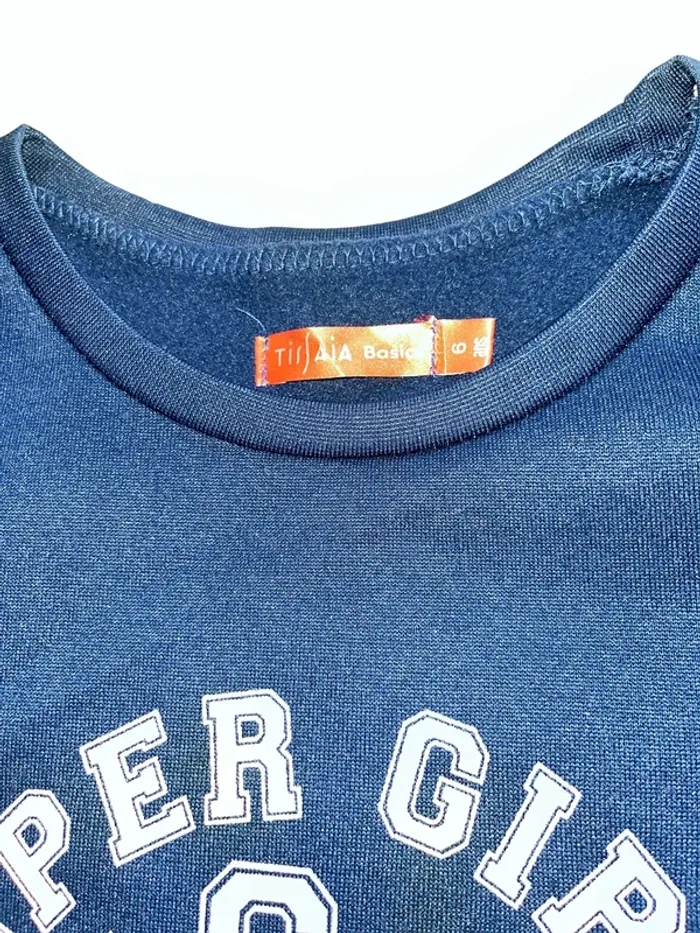 TISSAIA Basic
6
ans
PER GIR